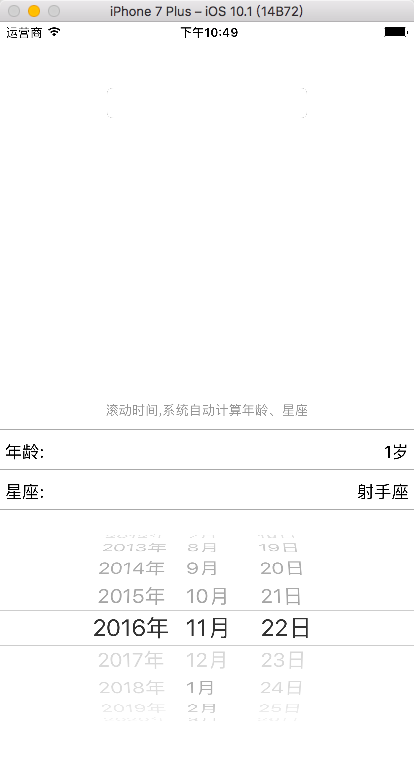 iPhone 7 Plus – iOS 10.1 (14B72)
运营商 下午10:49
滚动时间,系统自动计算年龄、星座
年龄: 1岁
星座: 射手座
2013年 8月 19日
2014年 9月 20日
2015年 10月 21日
2016年 11月 22日
2017年 12月 23日
2018年 1月 24日
2019年 2月 25日